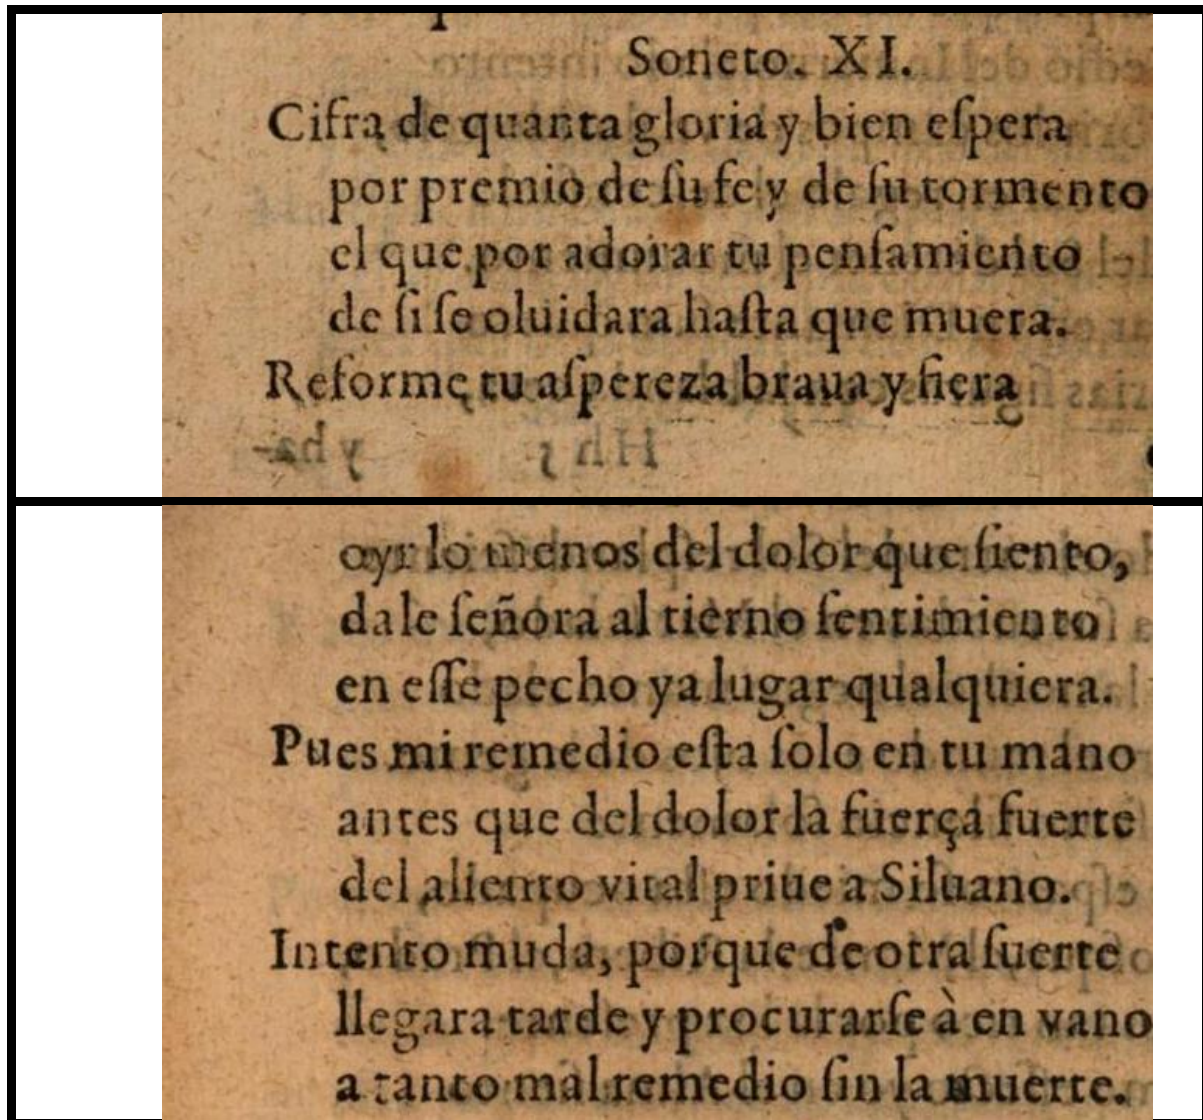 Soneto. XI.
Cifra de quanta gloria y bien eſpera
por premio de ſu fe y de ſu tormento
el que por adorar tu penſamiento
de ſi ſe oluidara haſta que muera.
Reforme tu aſpereza braua y fiera
oyr lo menos del dolor que ſiento,
dale ſeñora al tierno ſentimiento
en eſſe pecho ya lugar qualquiera.
Pues mi remedio eſta ſolo en tu mano
antes que del dolor la fuerça fuerte
del aliento vital priue a Siluano.
Intento muda, porque de otra ſuerte
llegara tarde y procurarſe à en vano
a tanto mal remedio ſin la muerte.